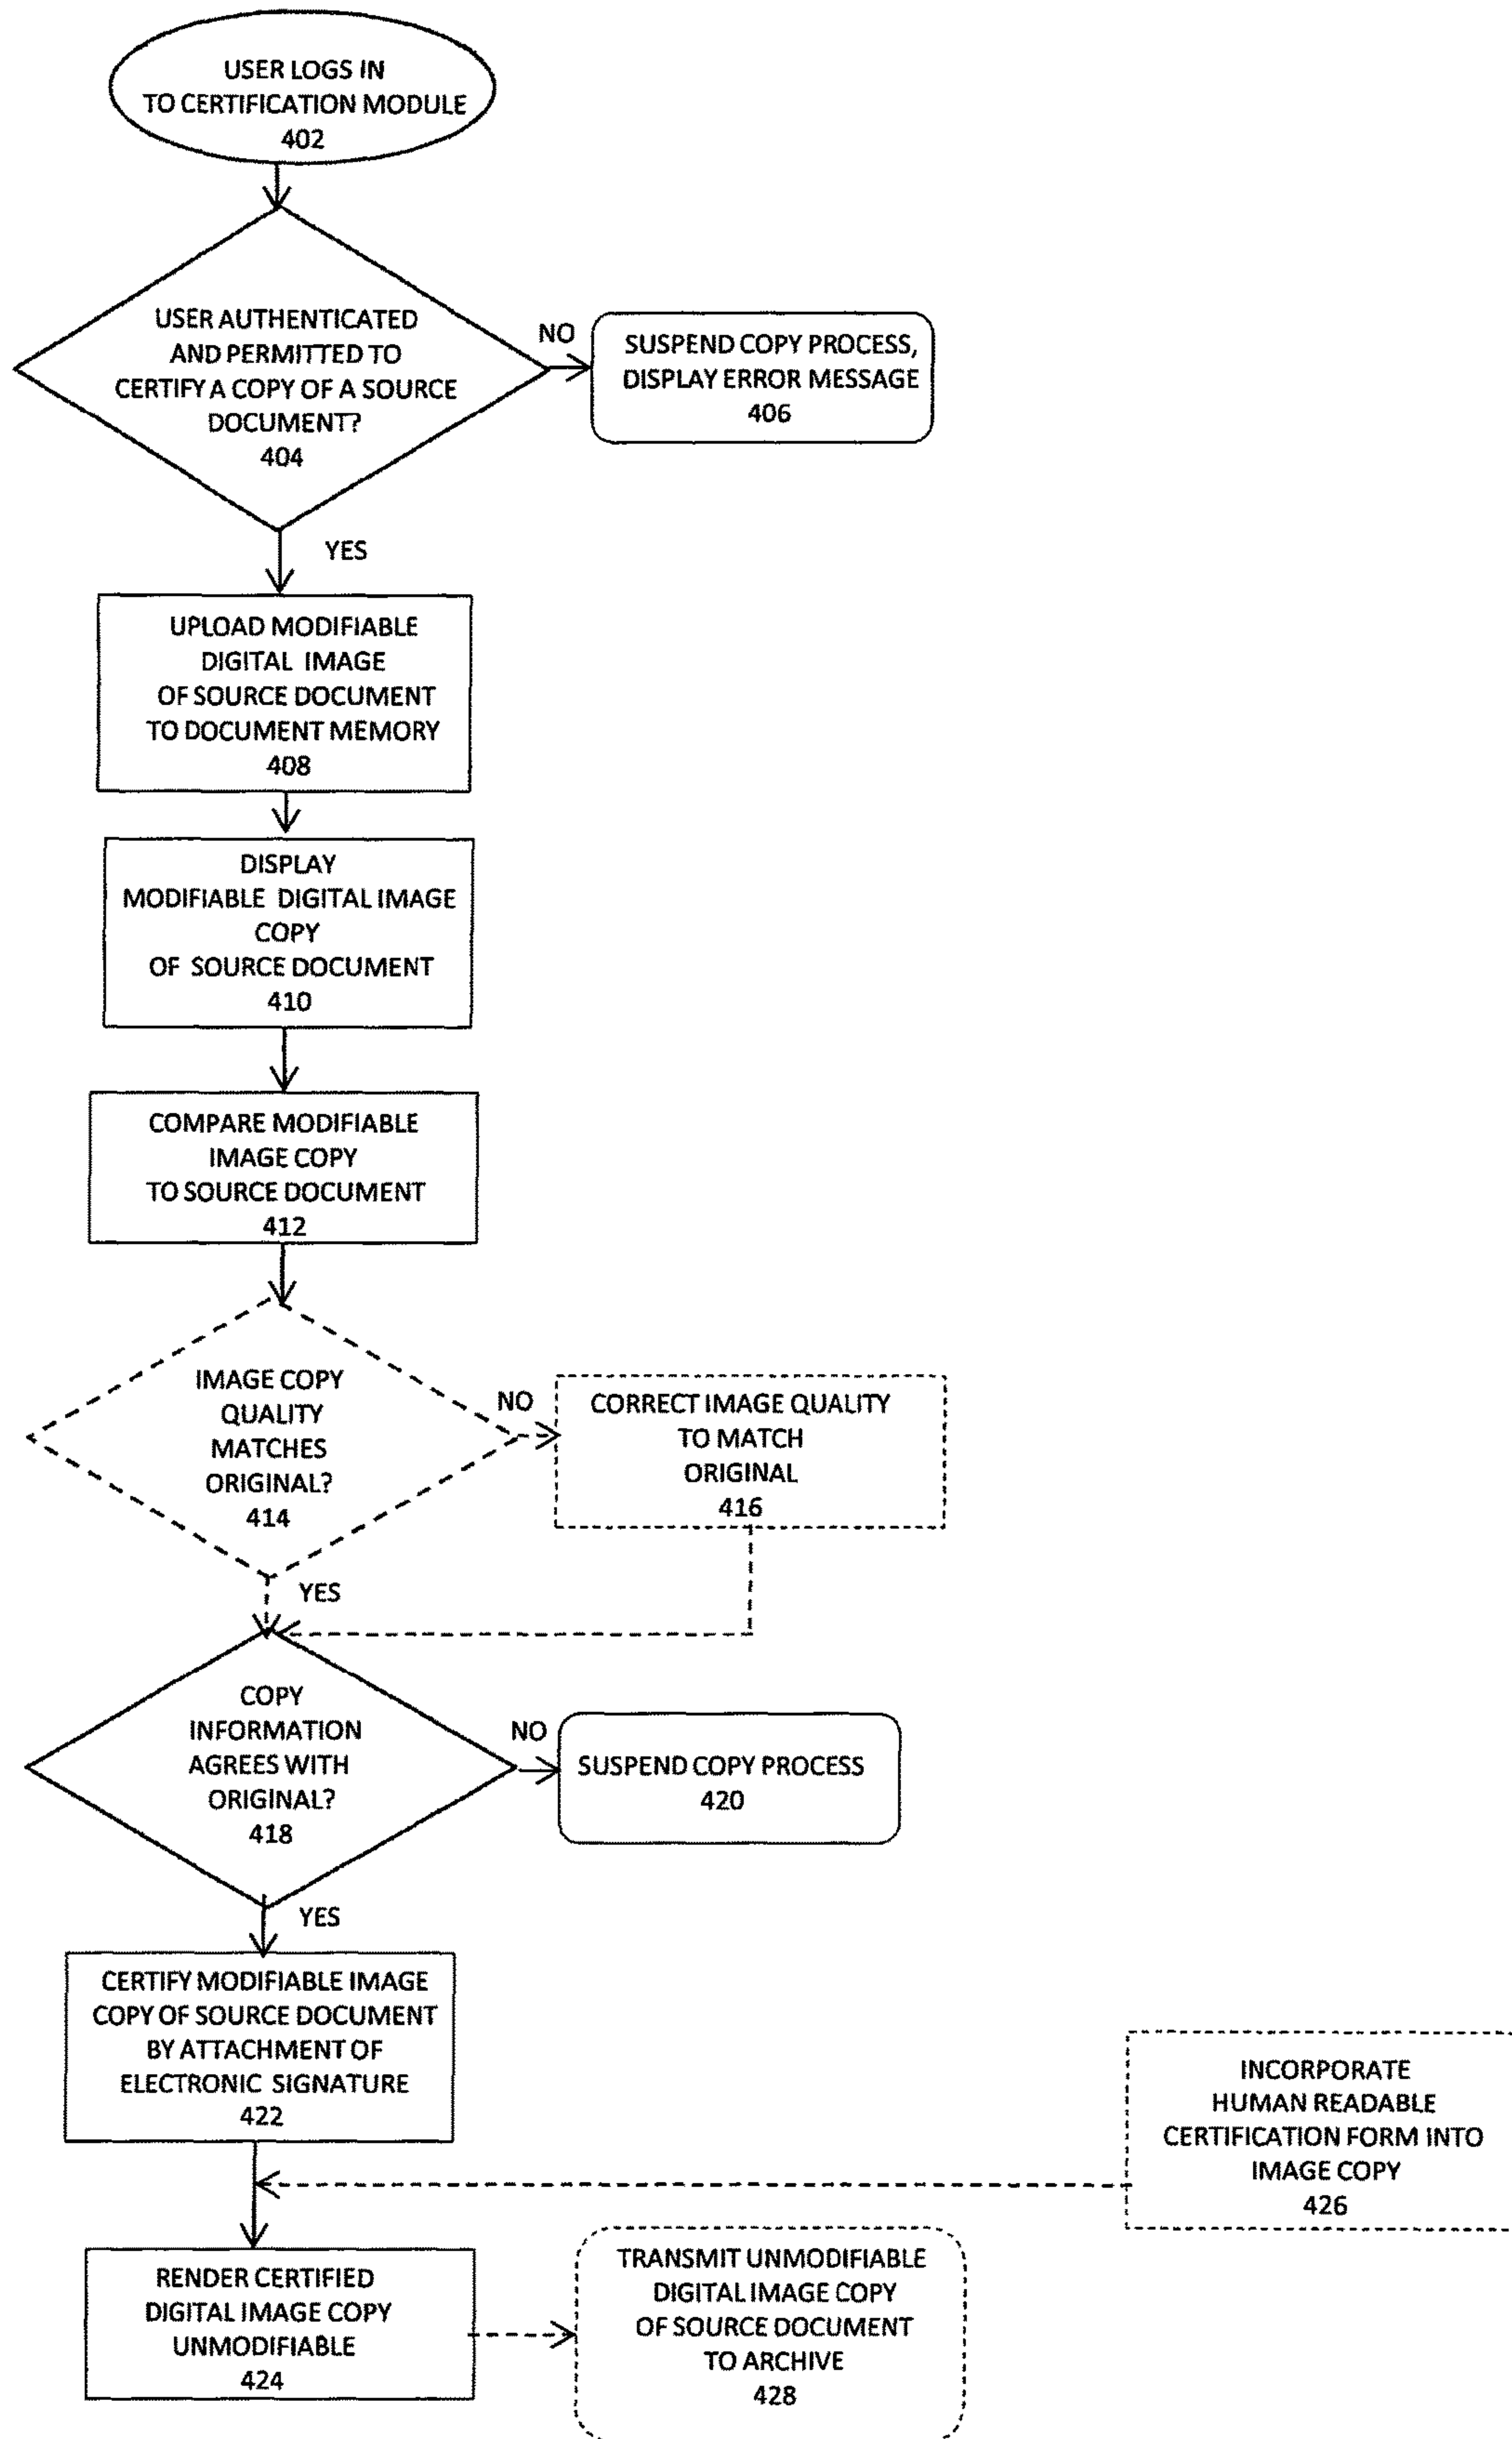 USER LOGS IN
TO CERTIFICATION MODULE
402
USER AUTHENTICATED
AND PERMITTED TO
CERTIFY A COPY OF A SOURCE
DOCUMENT?
404
NO
SUSPEND COPY PROCESS,
DISPLAY ERROR MESSAGE
406
YES
UPLOAD MODIFIABLE
DIGITAL IMAGE
OF SOURCE DOCUMENT
TO DOCUMENT MEMORY
408
DISPLAY
MODIFIABLE DIGITAL IMAGE
COPY
OF SOURCE DOCUMENT
410
COMPARE MODIFIABLE
IMAGE COPY
TO SOURCE DOCUMENT
412
IMAGE COPY
QUALITY
MATCHES
ORIGINAL?
414
NO
CORRECT IMAGE QUALITY
TO MATCH
ORIGINAL
416
YES
COPY
INFORMATION
AGREES WITH
ORIGINAL?
418
NO
SUSPEND COPY PROCESS
420
YES
CERTIFY MODIFIABLE IMAGE
COPY OF SOURCE DOCUMENT
BY ATTACHMENT OF
ELECTRONIC SIGNATURE
422
INCORPORATE
HUMAN READABLE
CERTIFICATION FORM INTO
IMAGE COPY
426
RENDER CERTIFIED
DIGITAL IMAGE COPY
UNMODIFIABLE
424
TRANSMIT UNMODIFIABLE
DIGITAL IMAGE COPY
OF SOURCE DOCUMENT
TO ARCHIVE
428